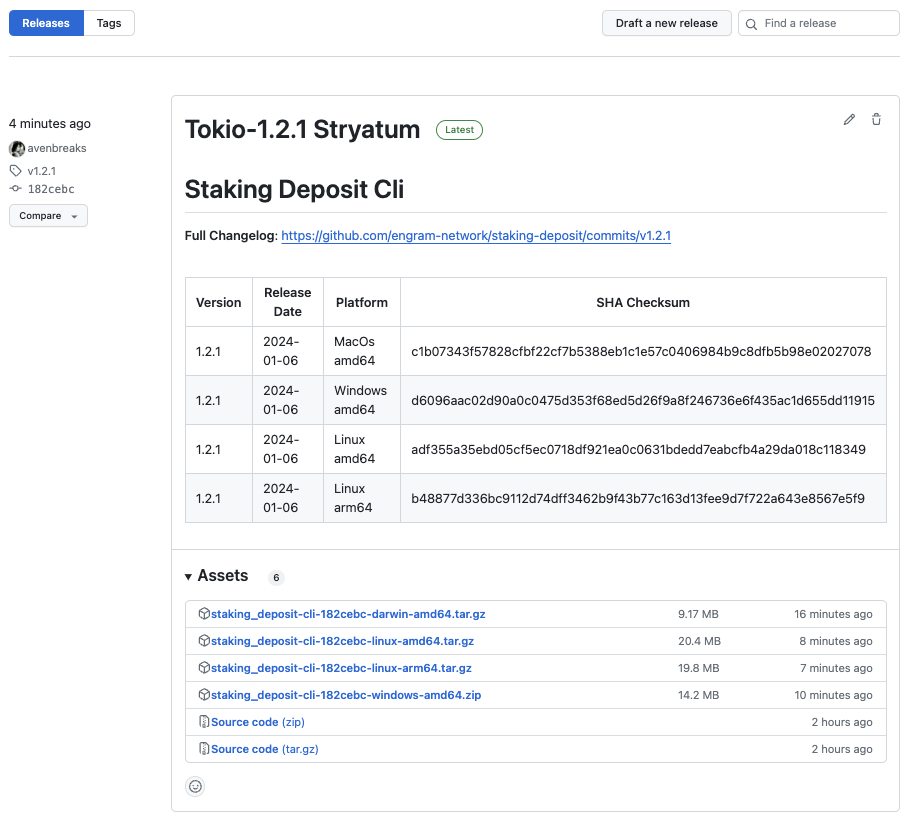 Releases Tags Draft a new release Find a release
4 minutes ago
avenbreaks
v1.2.1
182cebc
Compare
Tokio-1.2.1 Stryatum Latest
Staking Deposit Cli
Full Changelog: https://github.com/engram-network/staking-deposit/commits/v1.2.1
Version Release Date Platform SHA Checksum
1.2.1 2024-01-06 MacOs amd64 c1b07343f57828cfbf22cf7b5388eb1c1e57c0406984b9c8dfb5b98e02027078
1.2.1 2024-01-06 Windows amd64 d6096aac02d90a0c0475d353f68ed5d26f9a8f246736e6f435ac1d655dd11915
1.2.1 2024-01-06 Linux amd64 adf355a35ebd05cf5ec0718df921ea0c0631bdedd7eabcfb4a29da018c118349
1.2.1 2024-01-06 Linux arm64 b48877d336bc9112d74dff3462b9f43b77c163d13fee9d7f722a643e8567e5f9
Assets 6
staking_deposit-cli-182cebc-darwin-amd64.tar.gz 9.17 MB 16 minutes ago
staking_deposit-cli-182cebc-linux-amd64.tar.gz 20.4 MB 8 minutes ago
staking_deposit-cli-182cebc-linux-arm64.tar.gz 19.8 MB 7 minutes ago
staking_deposit-cli-182cebc-windows-amd64.zip 14.2 MB 10 minutes ago
Source code (zip) 2 hours ago
Source code (tar.gz) 2 hours ago